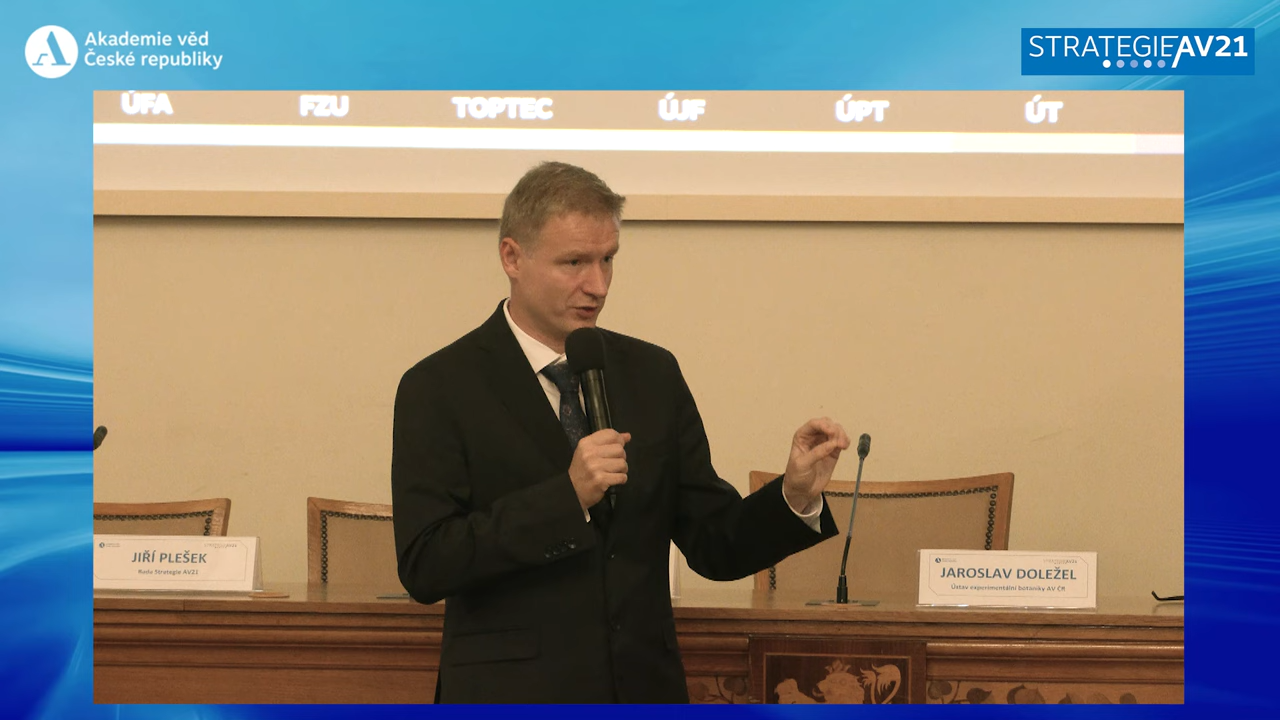 Akademie věd
České republiky
STRATEGIE AV21
ÚFA FZU TOPTEC ÚJF ÚPT ÚT
JIŘÍ PLEŠEK
Rada Strategie AV21
JAROSLAV DOLEŽEL
Ústav experimentální botaniky AV ČR